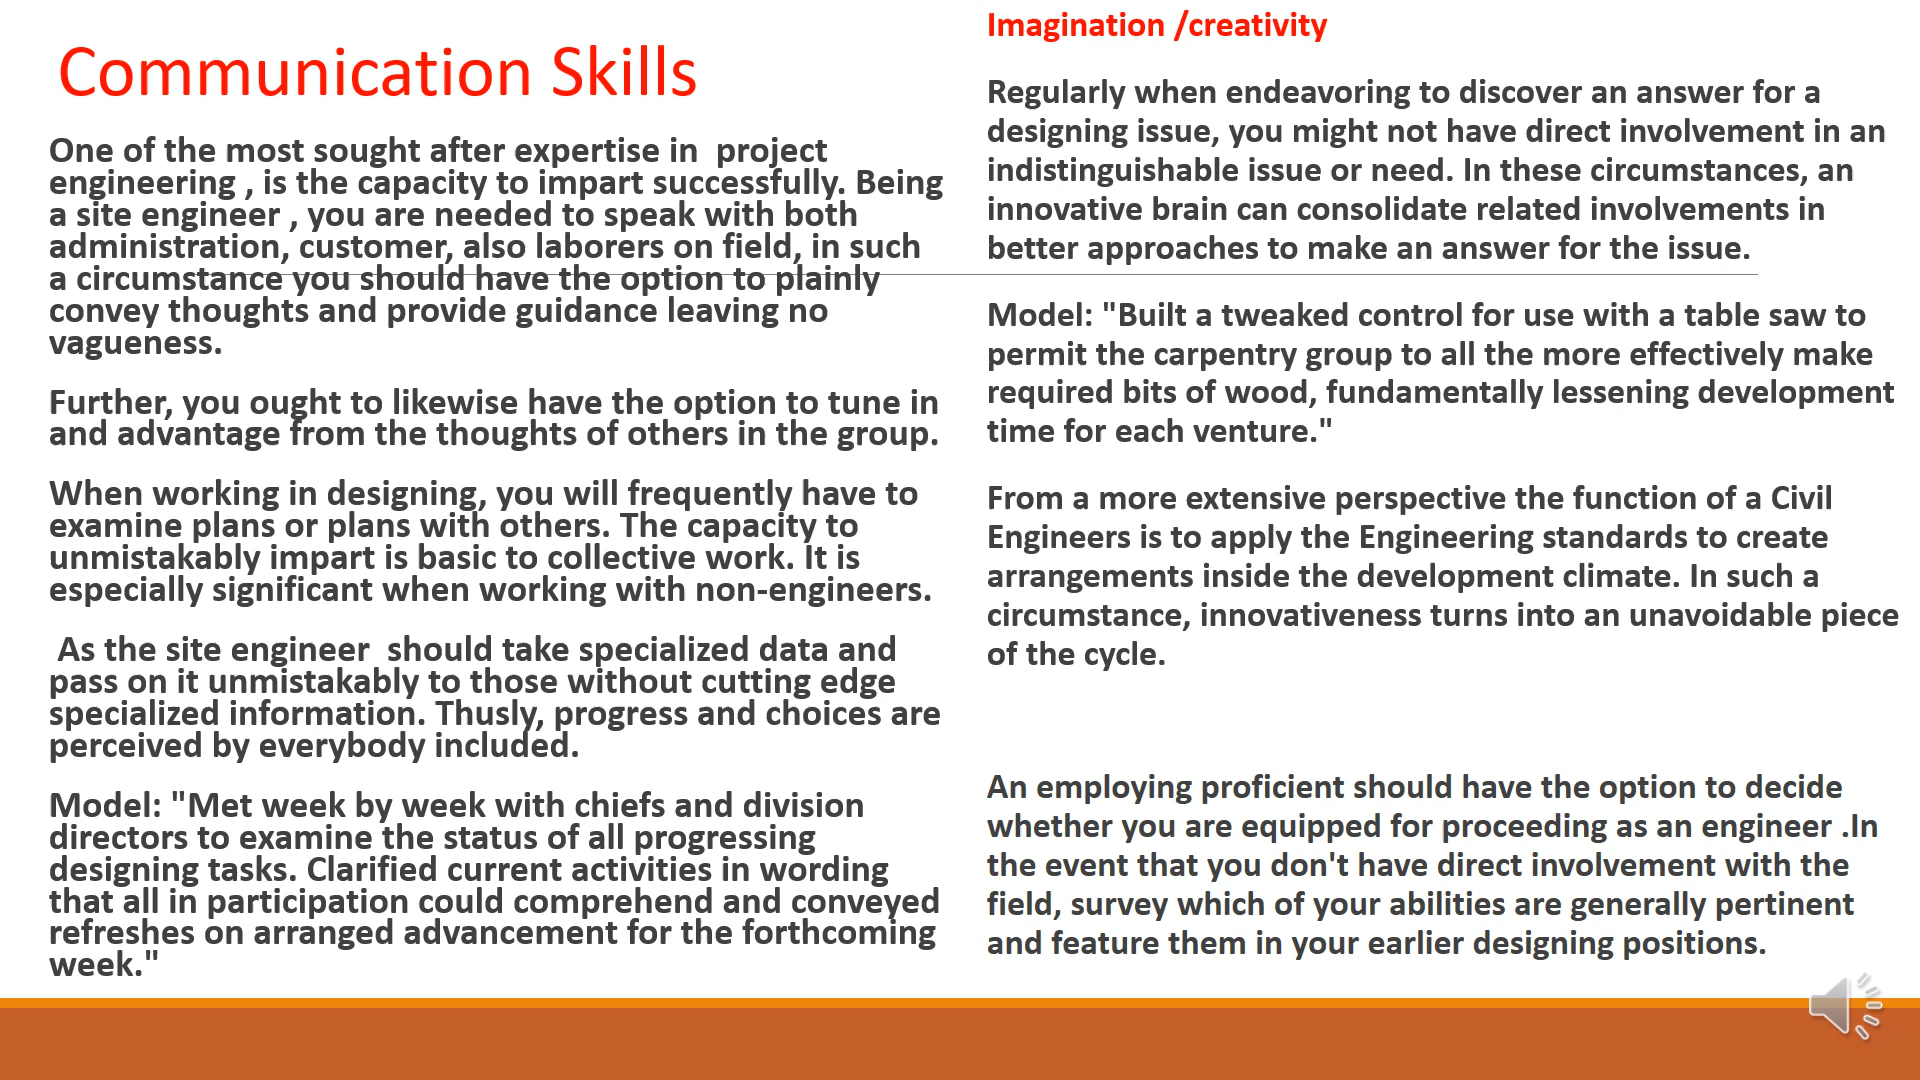 Communication Skills
One of the most sought after expertise in  project
engineering , is the capacity to impart successfully. Being
a site engineer , you are needed to speak with both
administration, customer, also laborers on field, in such
a circumstance you should have the option to plainly
convey thoughts and provide guidance leaving no
vagueness.
Further, you ought to likewise have the option to tune in
and advantage from the thoughts of others in the group.
When working in designing, you will frequently have to
examine plans or plans with others. The capacity to
unmistakably impart is basic to collective work. It is
especially significant when working with non-engineers.
As the site engineer  should take specialized data and
pass on it unmistakably to those without cutting edge
specialized information. Thusly, progress and choices are
perceived by everybody included.
Model: "Met week by week with chiefs and division
directors to examine the status of all progressing
designing tasks. Clarified current activities in wording
that all in participation could comprehend and conveyed
refreshes on arranged advancement for the forthcoming
week."
Imagination /creativity
Regularly when endeavoring to discover an answer for a
designing issue, you might not have direct involvement in an
indistinguishable issue or need. In these circumstances, an
innovative brain can consolidate related involvements in
better approaches to make an answer for the issue.
Model: "Built a tweaked control for use with a table saw to
permit the carpentry group to all the more effectively make
required bits of wood, fundamentally lessening development
time for each venture."
From a more extensive perspective the function of a Civil
Engineers is to apply the Engineering standards to create
arrangements inside the development climate. In such a
circumstance, innovativeness turns into an unavoidable piece
of the cycle.
An employing proficient should have the option to decide
whether you are equipped for proceeding as an engineer .In
the event that you don't have direct involvement with the
field, survey which of your abilities are generally pertinent
and feature them in your earlier designing positions.